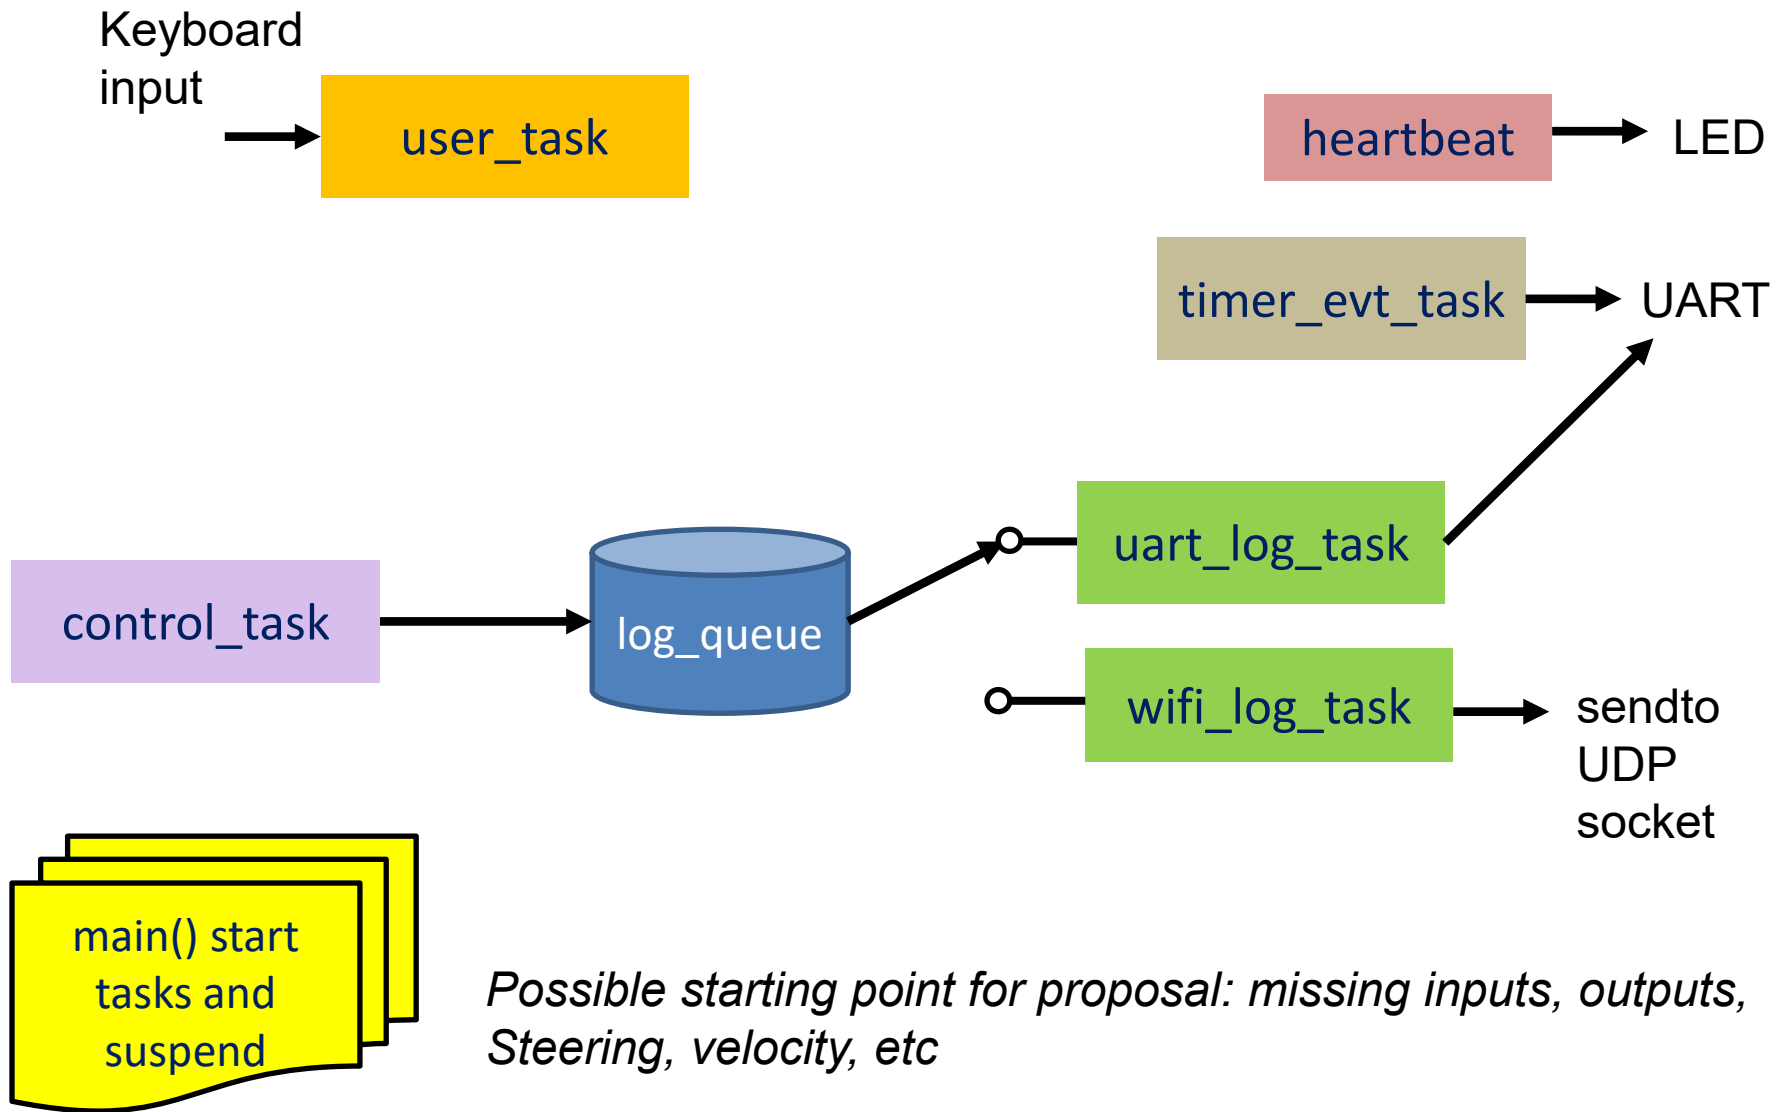 Keyboard
input
user_task
heartbeat
LED
timer_evt_task
UART
uart_log_task
control_task
log_queue
wifi_log_task
sendto
UDP
socket
main() start
tasks and
suspend
Possible starting point for proposal: missing inputs, outputs,
Steering, velocity, etc